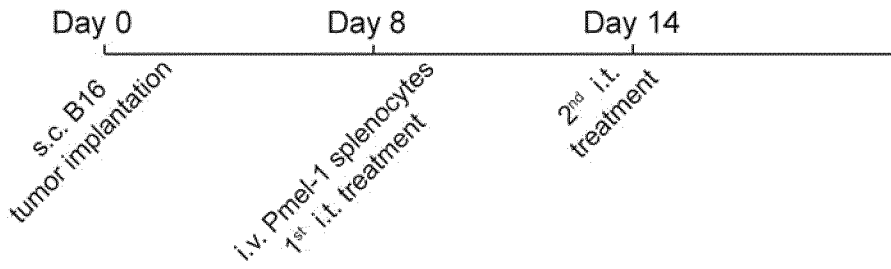 Day 0
Day 8
Day 14
s.c. B16
tumor implantation
i.v. Pmel-1 splenocytes
1st i.t. treatment
2nd i.t.
treatment